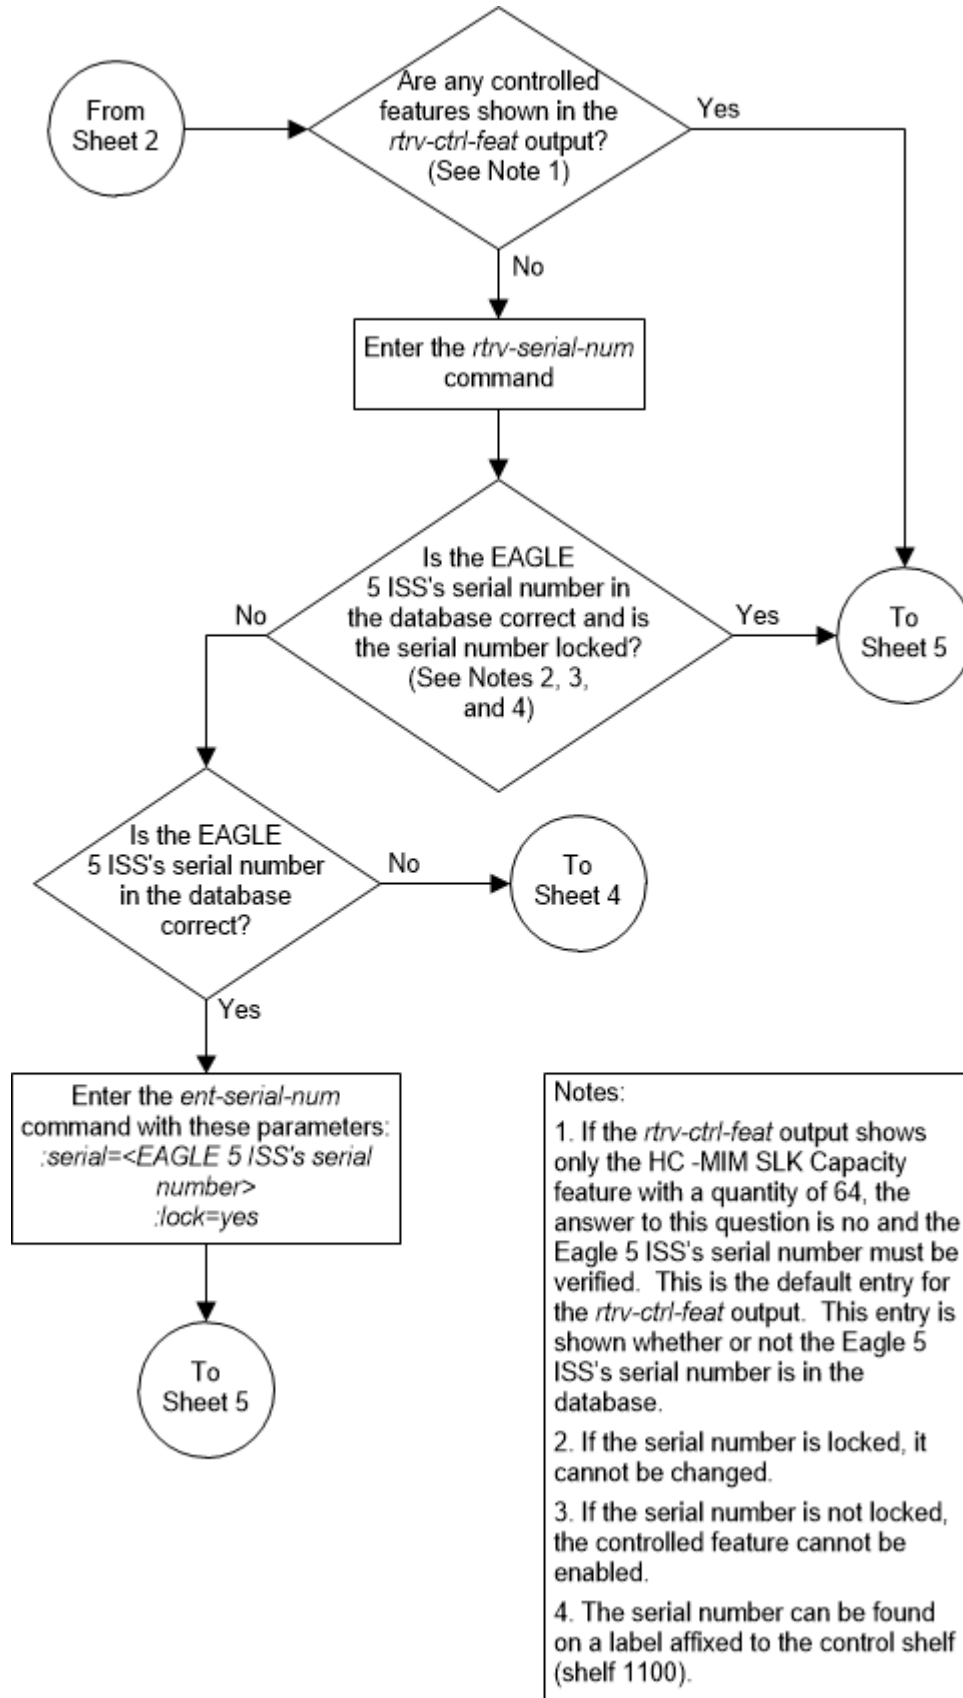 From
Sheet 2
Are any controlled
features shown in the
rtrv-ctrl-feat output?
(See Note 1)
Yes
No
Enter the rtrv-serial-num
command
Is the EAGLE
5 ISS's serial number in
the database correct and is
the serial number locked?
(See Notes 2, 3,
and 4)
No
Yes
To
Sheet 5
Is the EAGLE
5 ISS's serial number
in the database
correct?
No
To
Sheet 4
Yes
Enter the ent-serial-num
command with these parameters:
:serial=<EAGLE 5 ISS's serial
number>
:lock=yes
To
Sheet 5
Notes:
1. If the rtrv-ctrl-feat output shows
only the HC -MIM SLK Capacity
feature with a quantity of 64, the
answer to this question is no and the
Eagle 5 ISS's serial number must be
verified.  This is the default entry for
the rtrv-ctrl-feat output.  This entry is
shown whether or not the Eagle 5
ISS's serial number is in the
database.
2. If the serial number is locked, it
cannot be changed.
3. If the serial number is not locked,
the controlled feature cannot be
enabled.
4. The serial number can be found
on a label affixed to the control shelf
(shelf 1100).